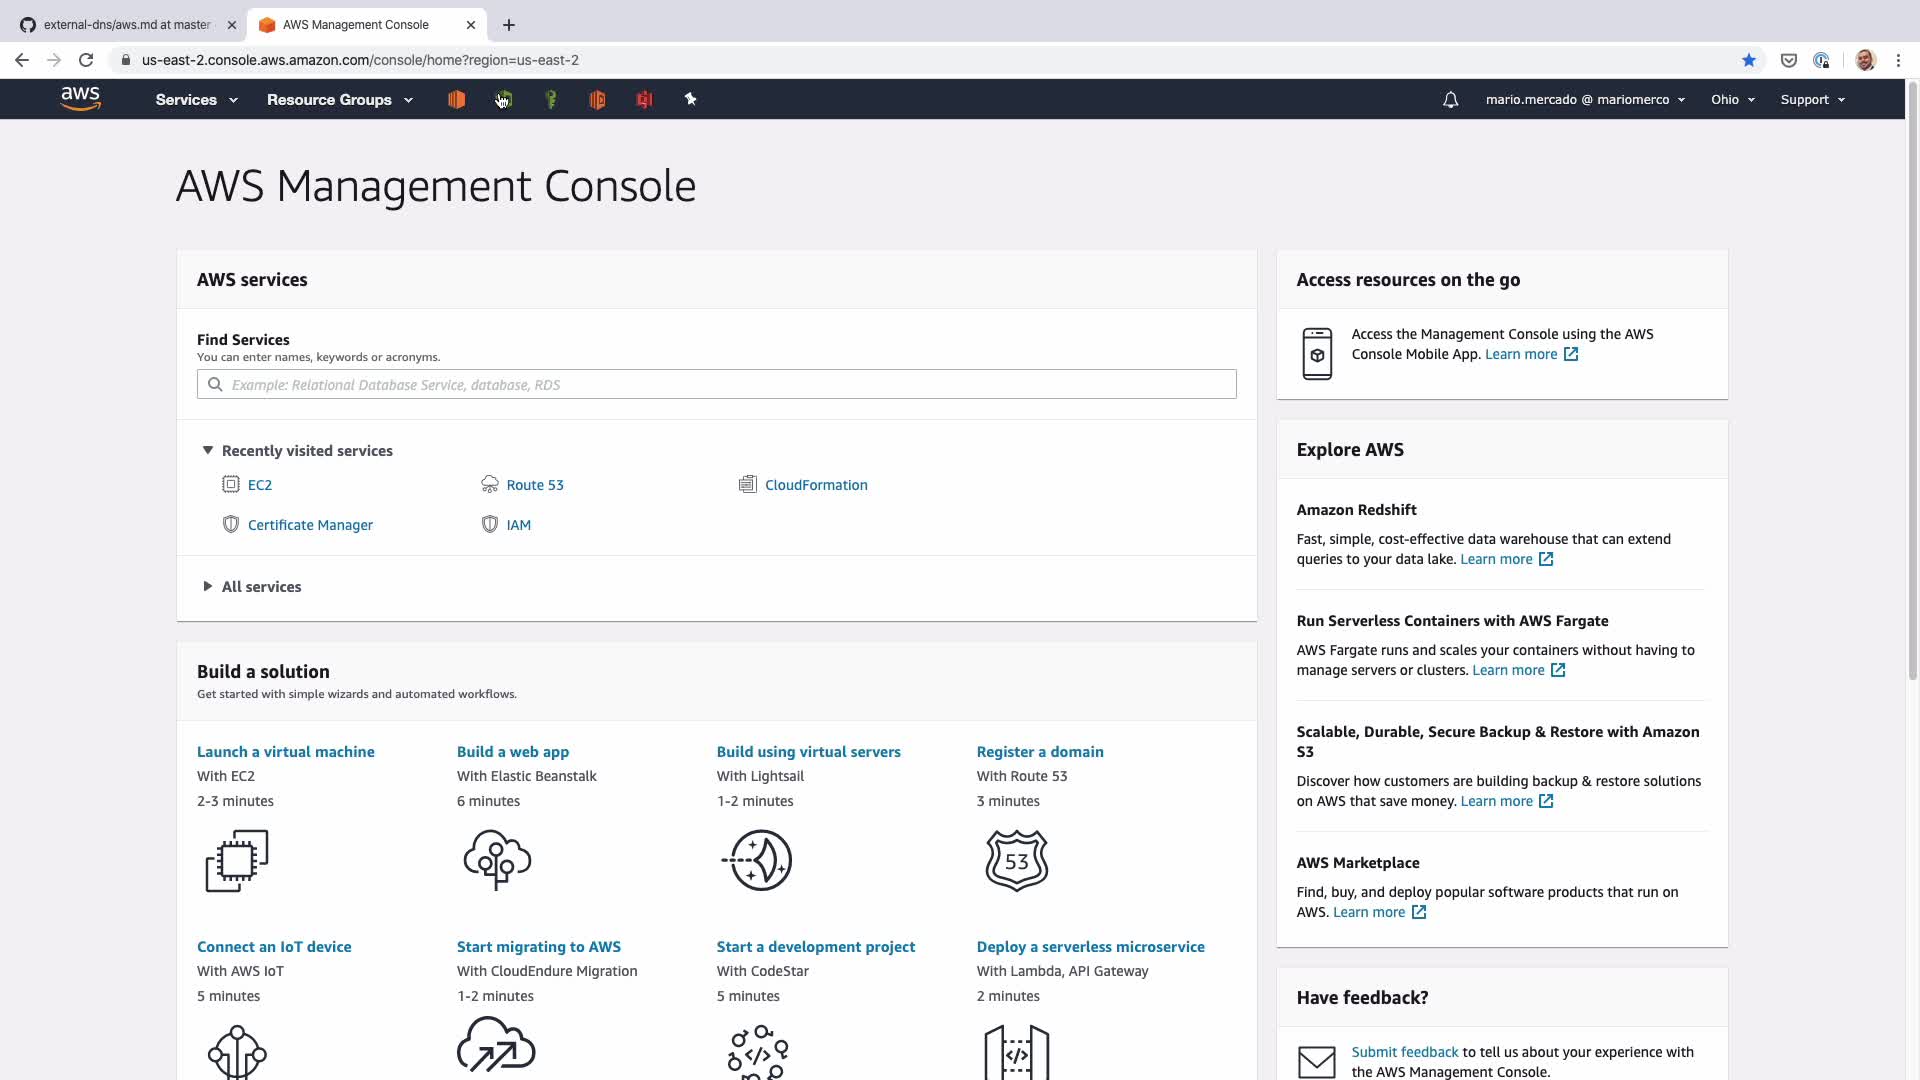 external-dns/aws.md at master
AWS Management Console
us-east-2.console.aws.amazon.com/console/home?region=us-east-2
aws
Services
Resource Groups
mario.mercado @ mariomerco
Ohio
Support
AWS Management Console
AWS services
Find Services
You can enter names, keywords or acronyms.
Example: Relational Database Service, database, RDS
Recently visited services
EC2
Route 53
CloudFormation
Certificate Manager
IAM
All services
Build a solution
Get started with simple wizards and automated workflows.
Launch a virtual machine
With EC2
2-3 minutes
Build a web app
With Elastic Beanstalk
6 minutes
Build using virtual servers
With Lightsail
1-2 minutes
Register a domain
With Route 53
3 minutes
53
Connect an IoT device
With AWS IoT
5 minutes
Start migrating to AWS
With CloudEndure Migration
1-2 minutes
Start a development project
With CodeStar
5 minutes
</>
Deploy a serverless microservice
With Lambda, API Gateway
2 minutes
</>
Access resources on the go
Access the Management Console using the AWS
Console Mobile App. Learn more
Explore AWS
Amazon Redshift
Fast, simple, cost-effective data warehouse that can extend
queries to your data lake. Learn more
Run Serverless Containers with AWS Fargate
AWS Fargate runs and scales your containers without having to
manage servers or clusters. Learn more
Scalable, Durable, Secure Backup & Restore with Amazon
S3
Discover how customers are building backup & restore solutions
on AWS that save money. Learn more
AWS Marketplace
Find, buy, and deploy popular software products that run on
AWS. Learn more
Have feedback?
Submit feedback to tell us about your experience with
the AWS Management Console.